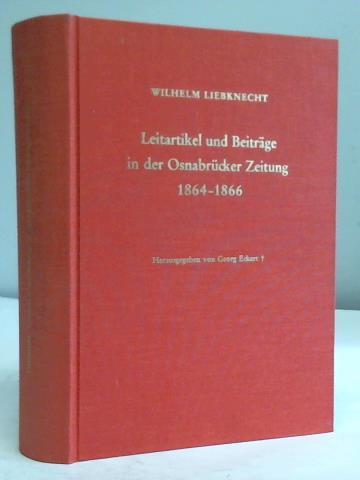 WILHELM LIEBKNECHT
Leitartikel und Beiträge
in der Osnabrücker Zeitung
1864–1866
Herausgegeben von Georg Eckert †